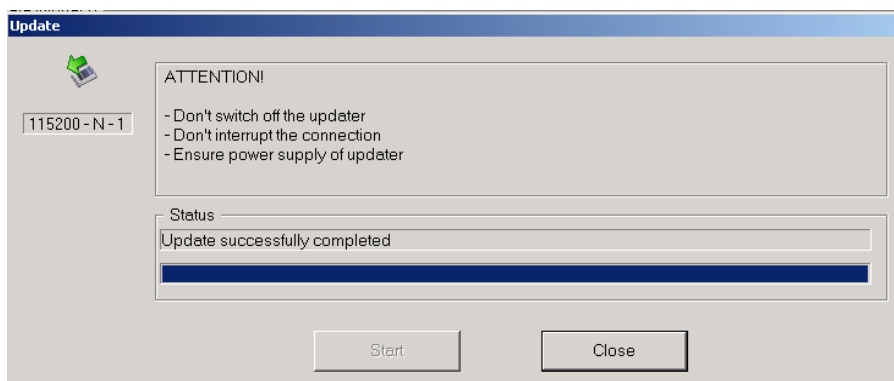 Update
ATTENTION!
115200 - N - 1
- Don't switch off the updater
- Don't interrupt the connection
- Ensure power supply of updater
Status
Update successfully completed
Start
Close